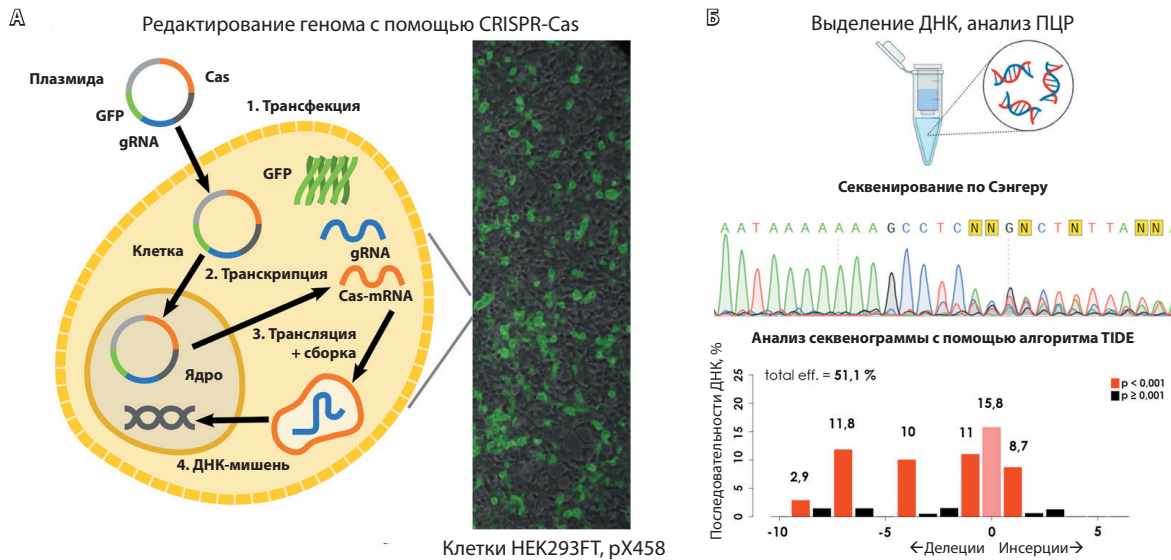 А
Редактирование генома с помощью CRISPR-Cas
Плазмида
Cas
GFP
gRNA
1. Трансфекция
GFP
gRNA
Клетка
2. Транскрипция
Cas-mRNA
3. Трансляция
+ сборка
Ядро
4. ДНК-мишень
Клетки HEK293FT, pX458
Б
Выделение ДНК, анализ ПЦР
Секвенирование по Сэнгеру
A A T A A A A A A A G C C T C N N G N C T N T T A N N A
Анализ секвенограммы с помощью алгоритма TIDE
Последовательности ДНК, %
25
20
15
10
5
0
total eff. = 51,1 %
p < 0,001
p ≥ 0,001
2,9
11,8
10
11
15,8
8,7
-10
-5
0
5
←Делеции Инсерции→